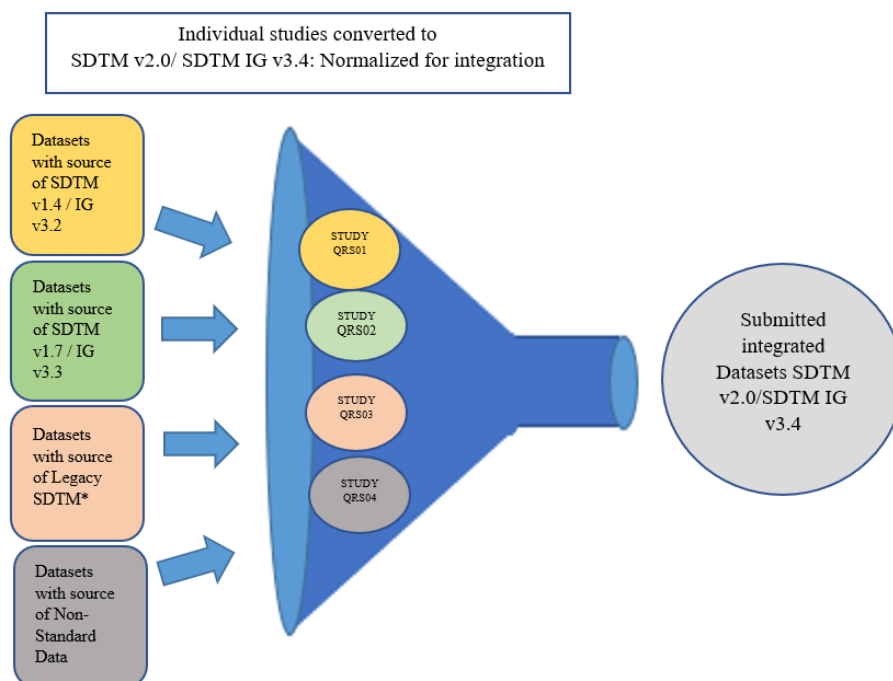 Individual studies converted to
SDTM v2.0/ SDTM IG v3.4: Normalized for integration
Datasets
with source
of SDTM
v1.4 / IG
v3.2
Datasets
with source
of SDTM
v1.7 / IG
v3.3
Datasets
with source
of Legacy
SDTM*
Datasets
with source
of Non-
Standard
Data
STUDY
QRS01
STUDY
QRS02
STUDY
QRS03
STUDY
QRS04
Submitted
integrated
Datasets SDTM
v2.0/SDTM IG
v3.4